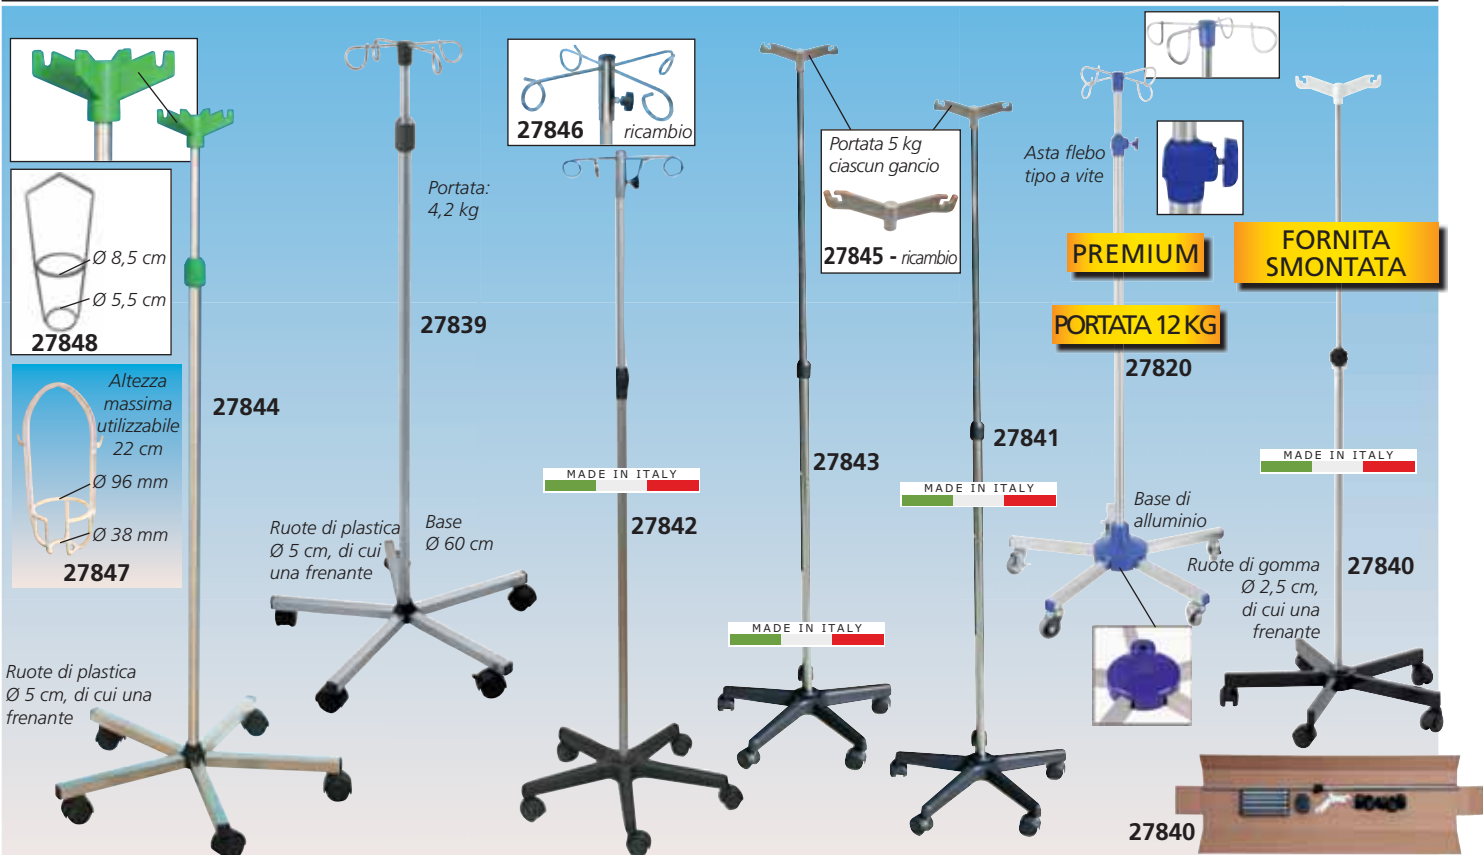 27846
ricambio
Ø 8,5 cm
Ø 5,5 cm
27848
Altezza
massima
utilizzabile
22 cm
Ø 96 mm
Ø 38 mm
27847
27844
Ruote di plastica
Ø 5 cm, di cui una
frenante
Portata:
4,2 kg
27839
Ruote di plastica
Ø 5 cm, di cui
una frenante
Base
Ø 60 cm
MADE IN ITALY
27842
Portata 5 kg
ciascun gancio
27845 - ricambio
27843
MADE IN ITALY
27841
MADE IN ITALY
Asta flebo
tipo a vite
PREMIUM
PORTATA 12 KG
27820
Base di
alluminio
FORNITA
SMONTATA
MADE IN ITALY
Ruote di gomma
Ø 2,5 cm,
di cui una
frenante
27840
27840